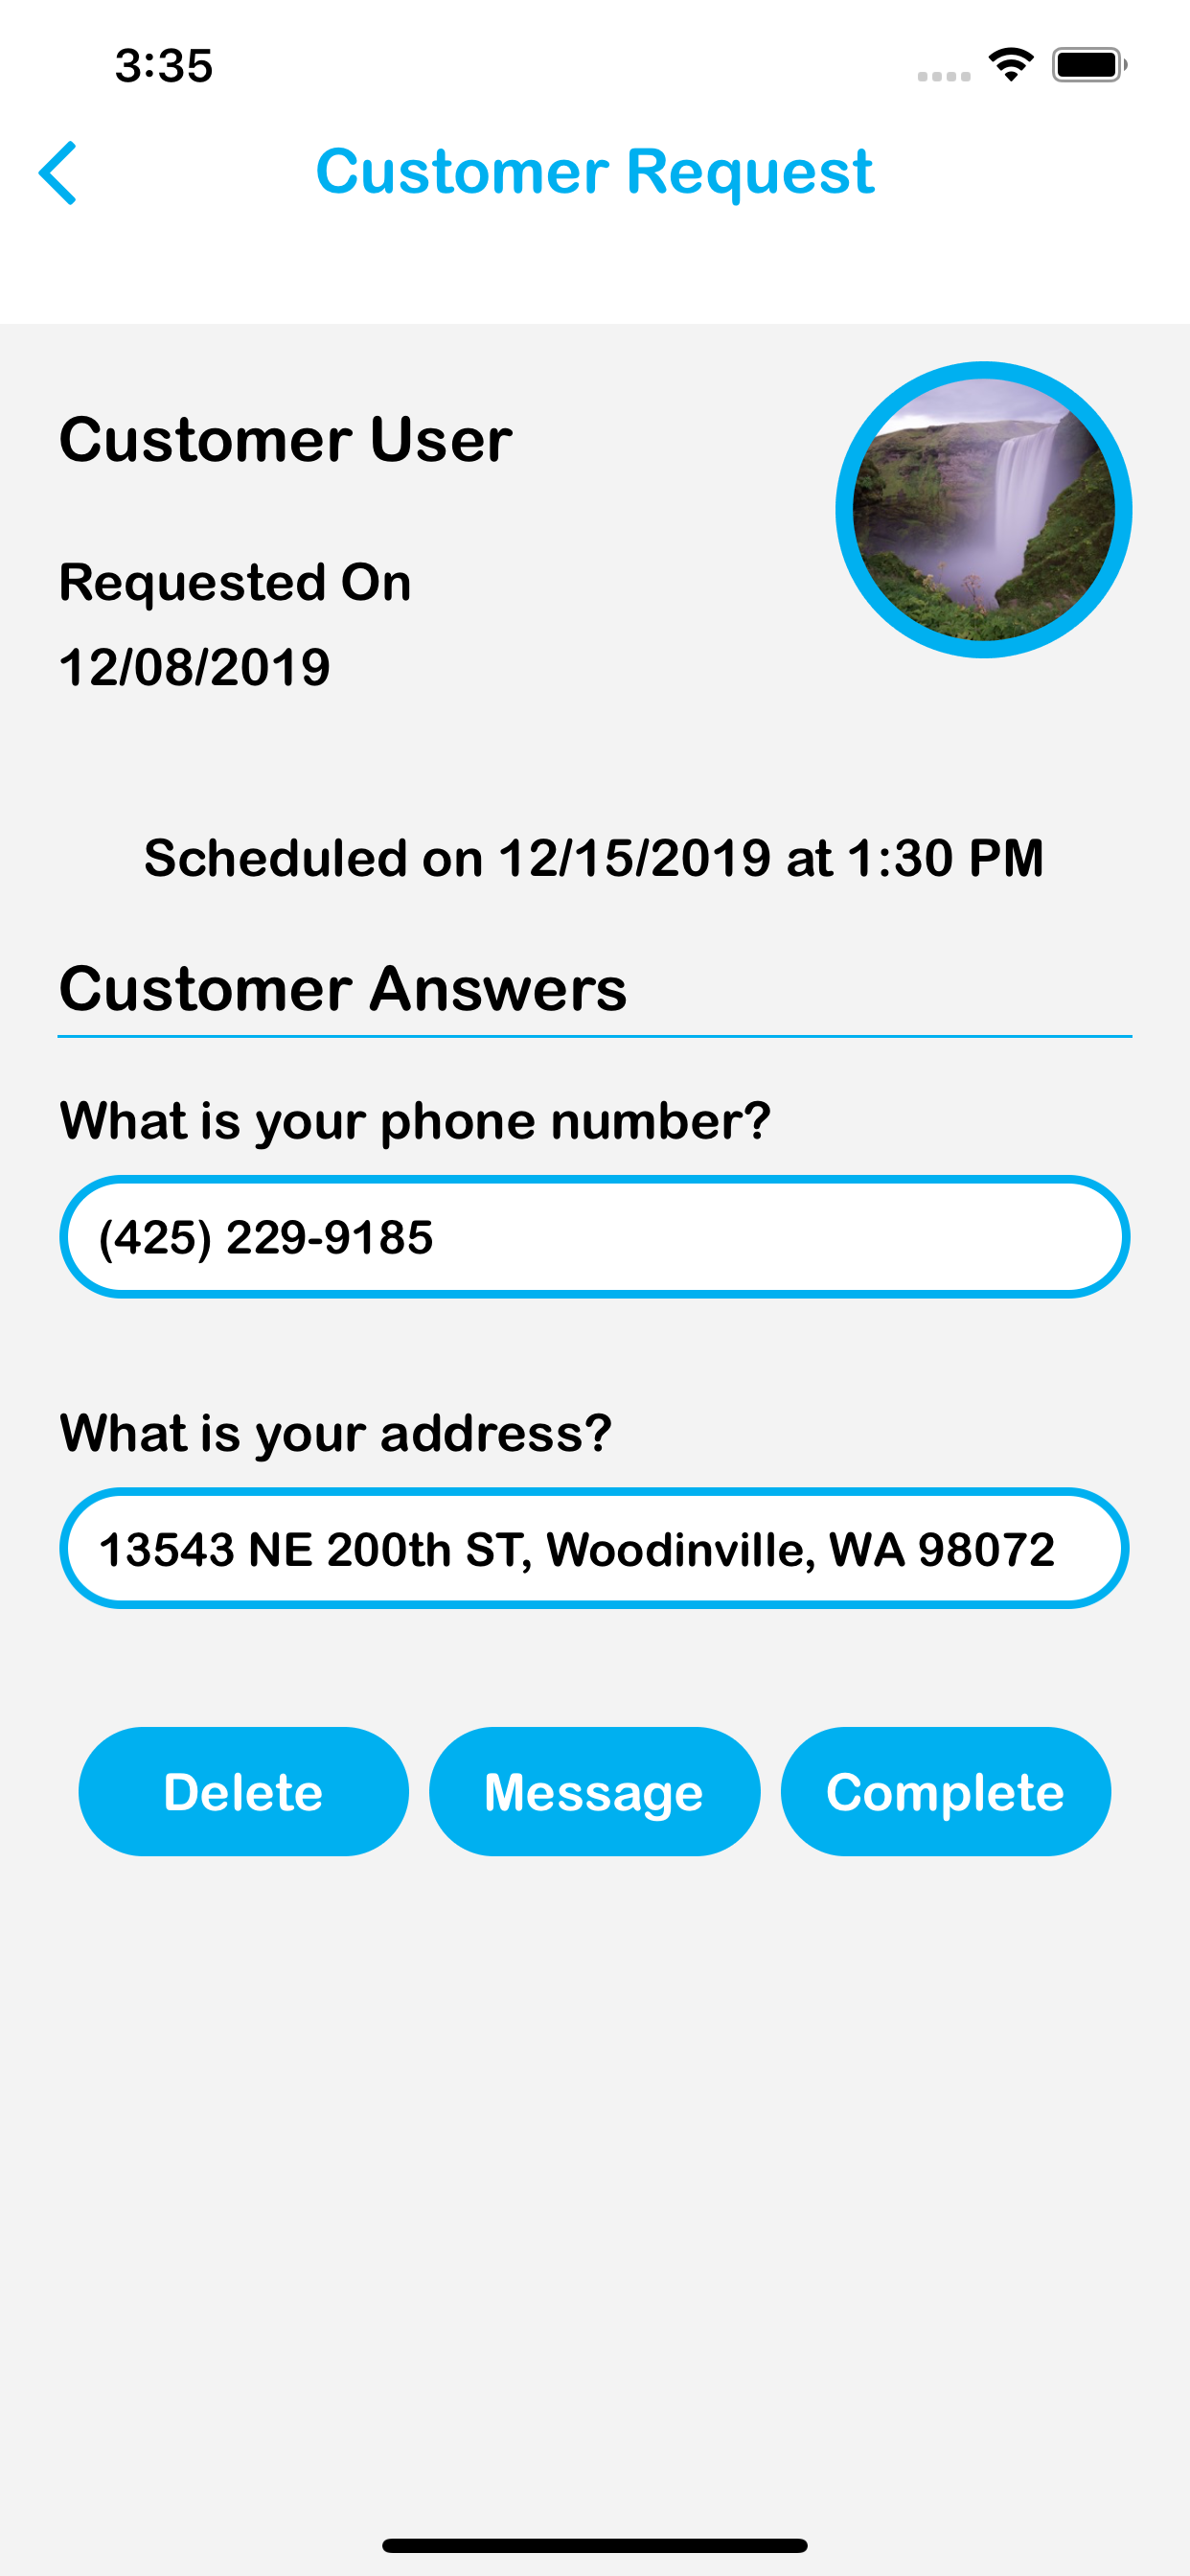 3:35
Customer Request
Customer User
Requested On
12/08/2019
Scheduled on 12/15/2019 at 1:30 PM
Customer Answers
What is your phone number?
(425) 229-9185
What is your address?
13543 NE 200th ST, Woodinville, WA 98072
Delete Message Complete